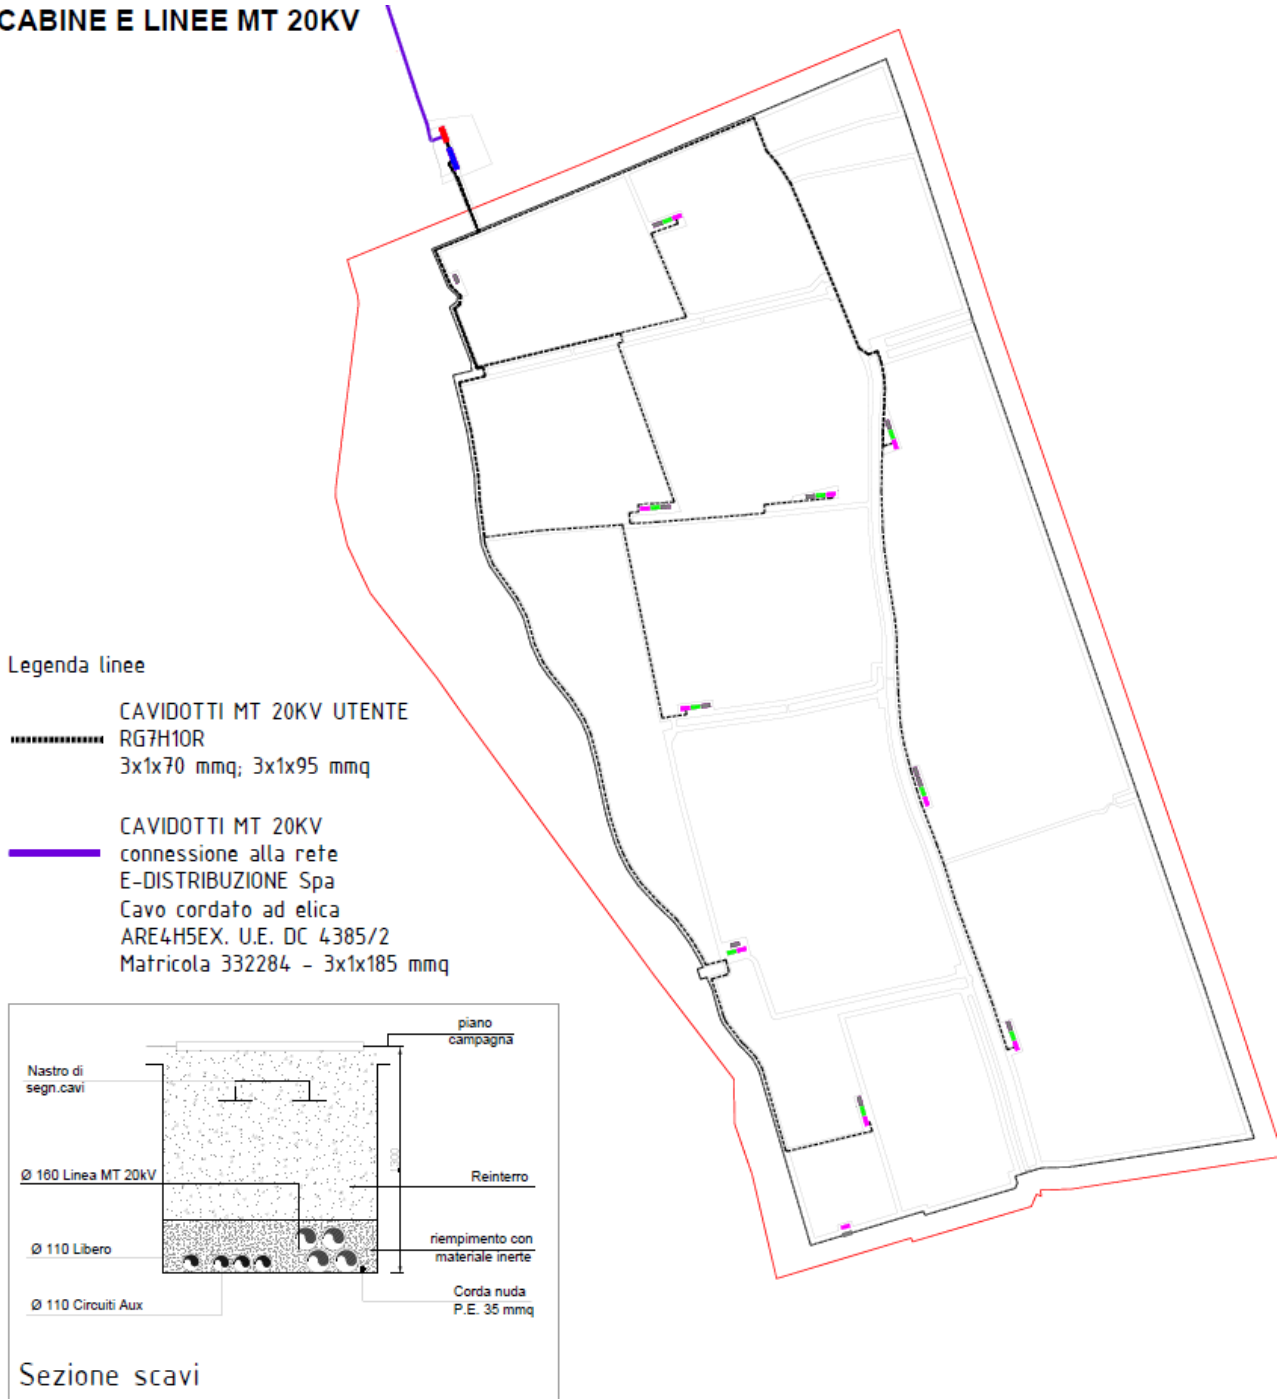 CABINE E LINEE MT 20KV
Legenda linee
CAVIDOTTI MT 20KV UTENTE
RG7H1OR
3x1x70 mmq; 3x1x95 mmq
CAVIDOTTI MT 20KV
connessione alla rete
E-DISTRIBUZIONE Spa
Cavo cordato ad elica
ARE4H5EX. U.E. DC 4385/2
Matricola 332284 - 3x1x185 mmq
piano
campagna
Nastro di
segn.cavi
Ø 160 Linea MT 20kV
Reinterro
Ø 110 Libero
riempimento con
materiale inerte
Ø 110 Circuiti Aux
Corda nuda
P.E. 35 mmq
Sezione scavi